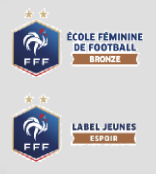 ÉCOLE FÉMININE
DE FOOTBALL
BRONZE
FFF
LABEL JEUNES
ESPOIR
FFF